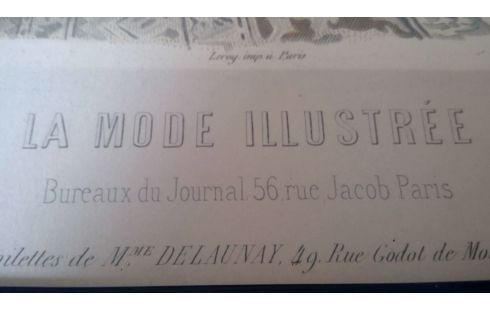 Leroy, imp. à Paris
LA MODE ILLUSTRÉE
Bureaux du Journal, 56, rue Jacob Paris
de MME DELAUNAY, 49, Rue Godot de